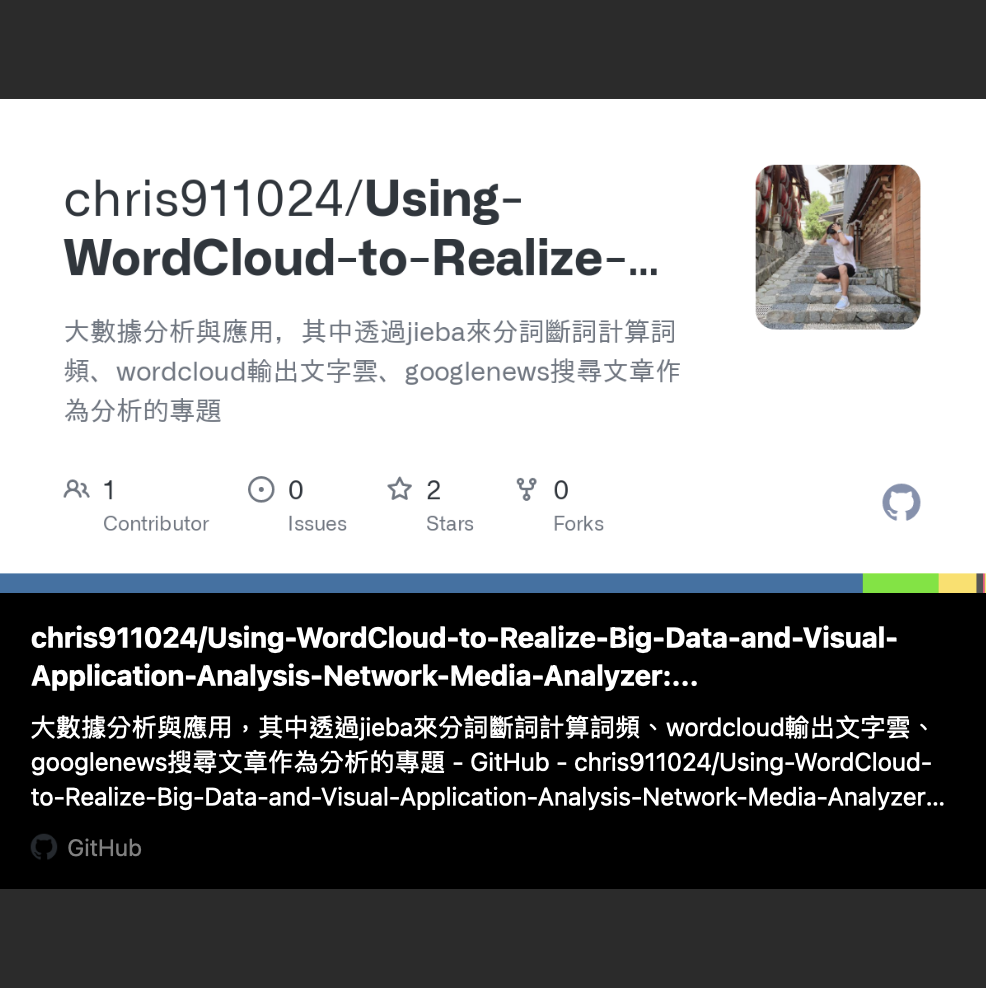 chris911024/Using-
WordCloud-to-Realize-...
大數據分析與應用，其中透過jieba來分詞斷詞計算詞
頻、wordcloud輸出文字雲、googlenews搜尋文章作
為分析的專題
1 0 2 0
Contributor Issues Stars Forks
chris911024/Using-WordCloud-to-Realize-Big-Data-and-Visual-
Application-Analysis-Network-Media-Analyzer:...
大數據分析與應用，其中透過jieba來分詞斷詞計算詞頻、wordcloud輸出文字雲、
googlenews搜尋文章作為分析的專題 - GitHub - chris911024/Using-WordCloud-
to-Realize-Big-Data-and-Visual-Application-Analysis-Network-Media-Analyzer...
GitHub